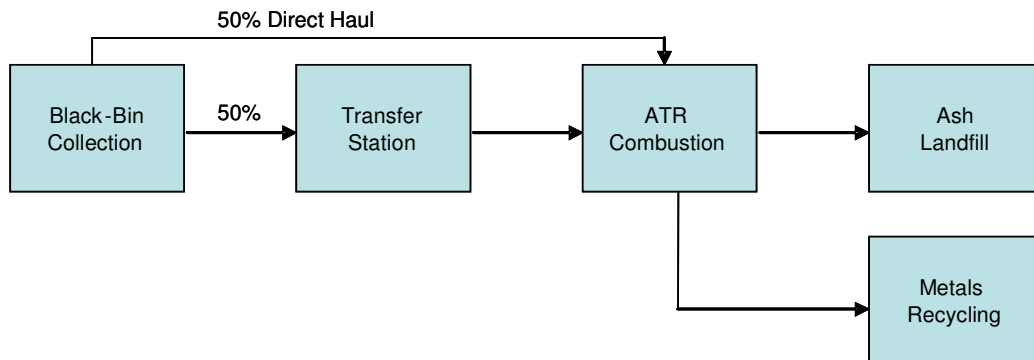 50% Direct Haul
Black-Bin
Collection
50%
Transfer
Station
ATR
Combustion
Ash
Landfill
Metals
Recycling